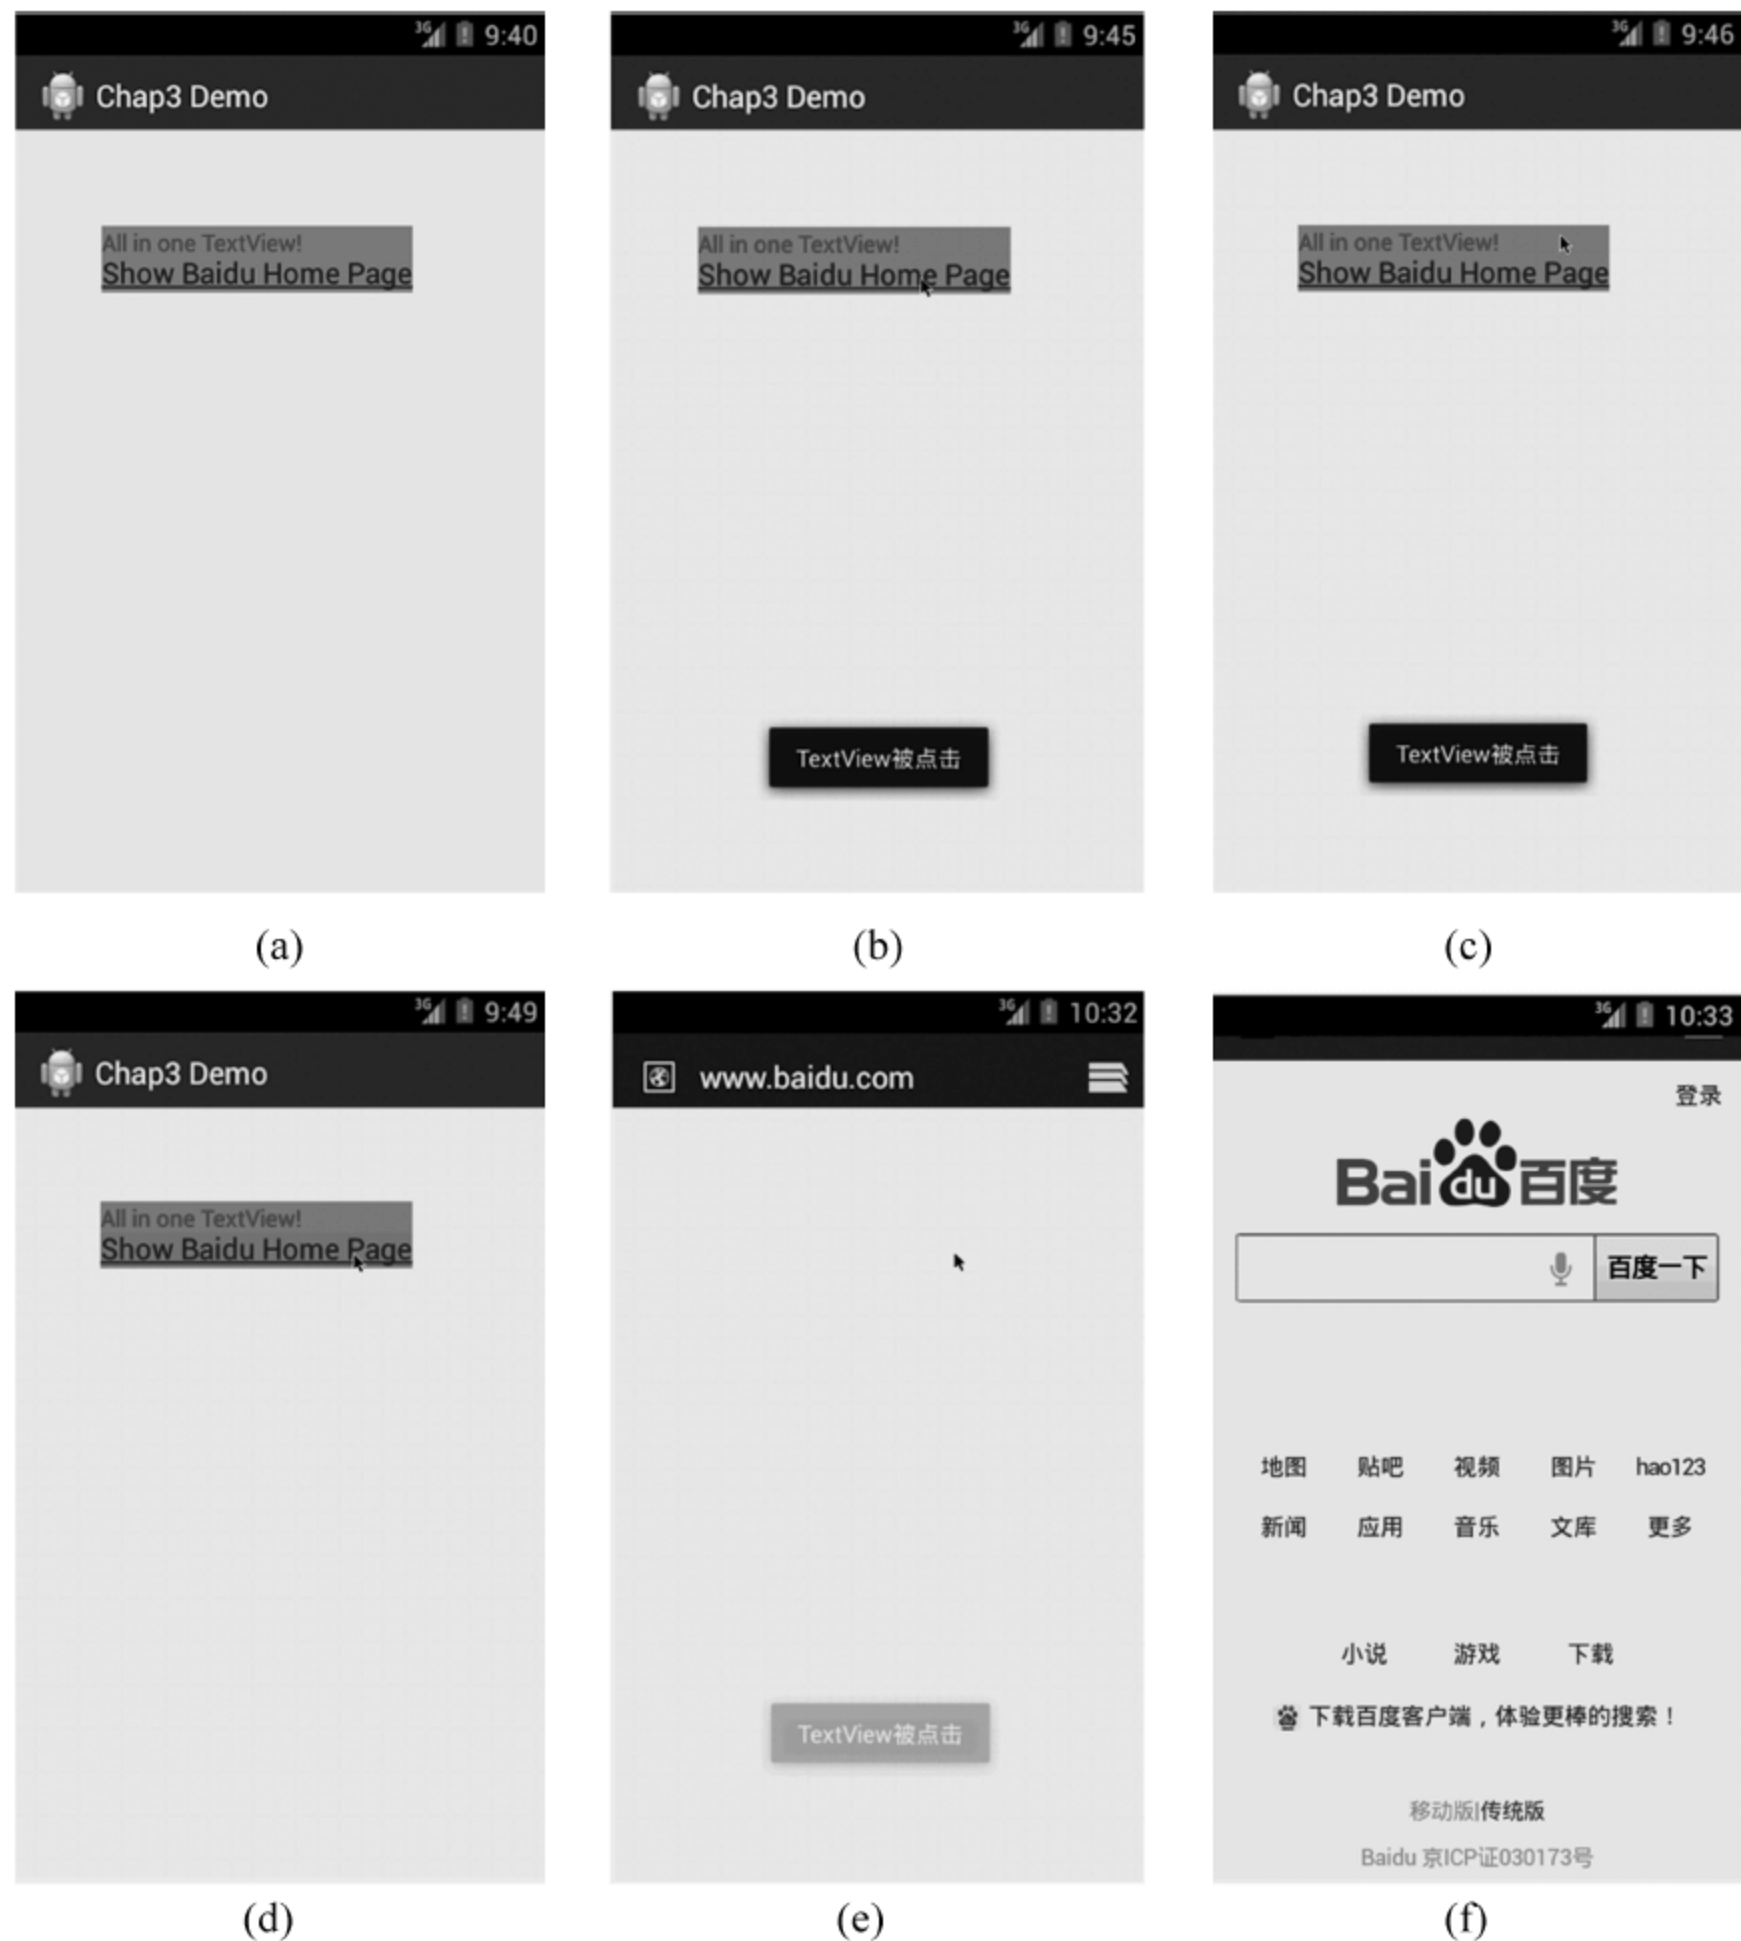 3G 9:40
Chap3 Demo
All in one TextView!
Show Baidu Home Page
(a)
3G 9:45
Chap3 Demo
All in one TextView!
Show Baidu Home Page
TextView被点击
(b)
3G 9:46
Chap3 Demo
All in one TextView!
Show Baidu Home Page
TextView被点击
(c)
3G 9:49
Chap3 Demo
All in one TextView!
Show Baidu Home Page
(d)
3G 10:32
www.baidu.com
TextView被点击
(e)
3G 10:33
登录
Bai du 百度
百度一下
地图 贴吧 视频 图片 hao123
新闻 应用 音乐 文库 更多
小说 游戏 下载
下载百度客户端，体验更棒的搜索！
移动版|传统版
Baidu 京ICP证030173号
(f)